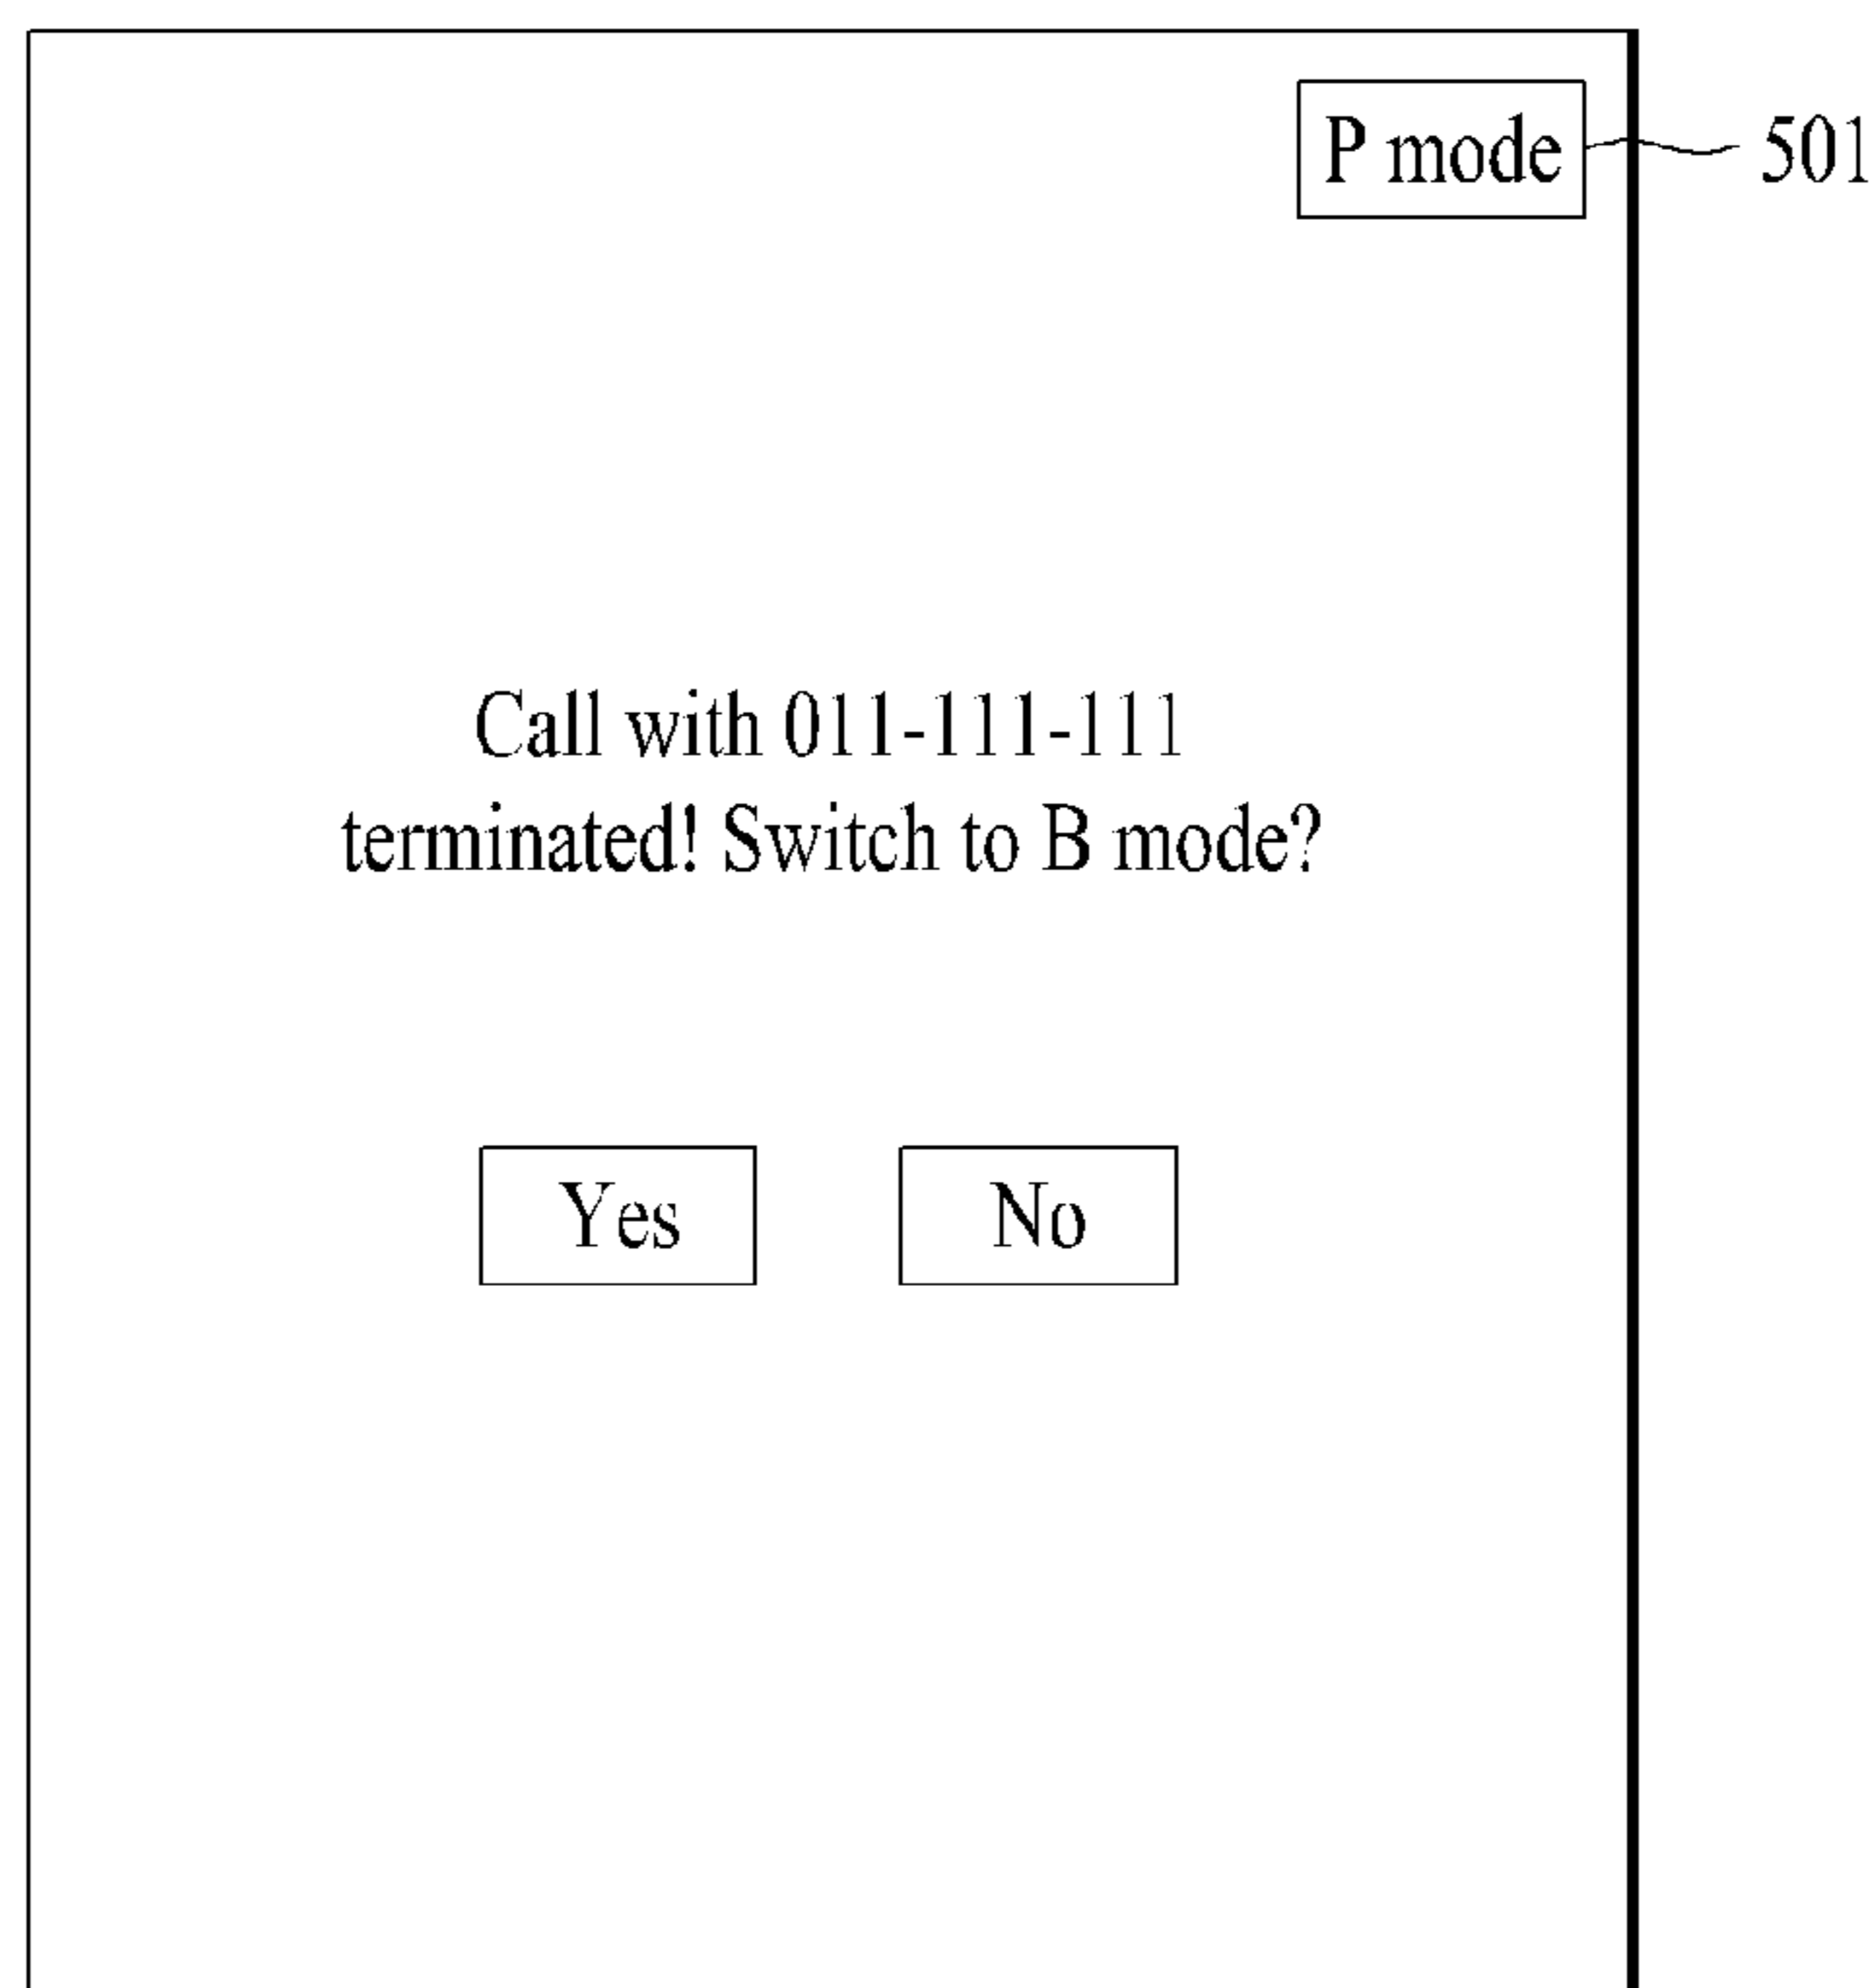 P mode
501
Call with 011-111-111
terminated! Switch to B mode?
Yes
No